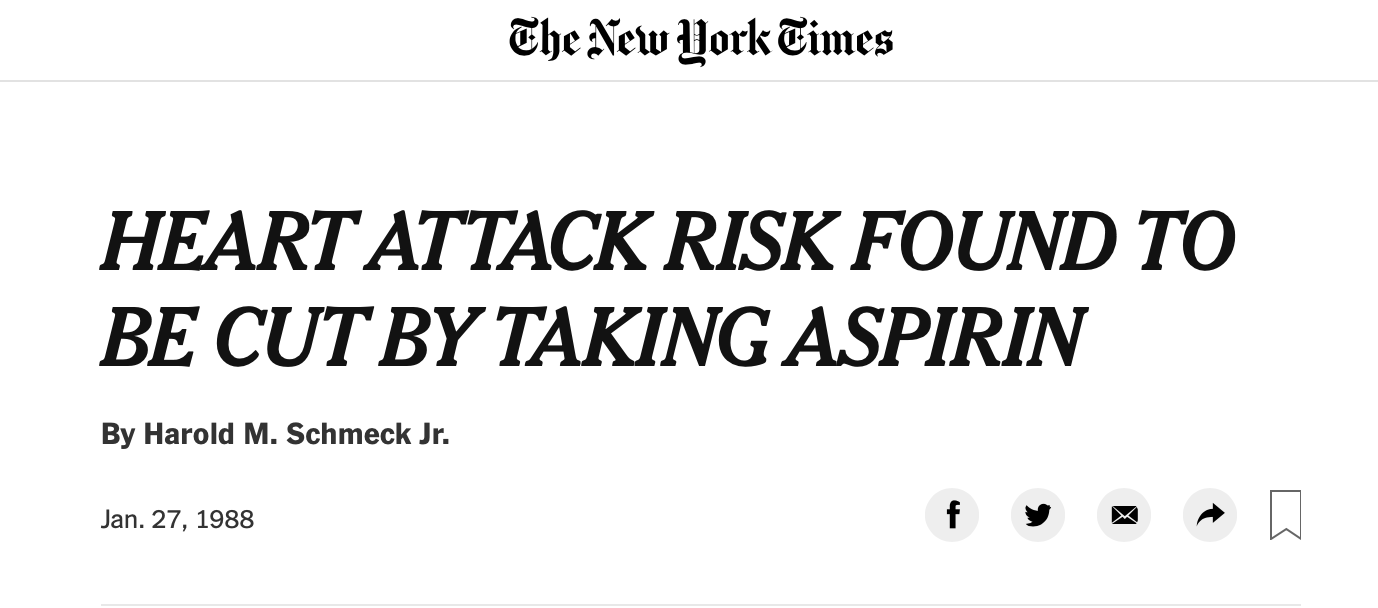 The New York Times
HEART ATTACK RISK FOUND TO
BE CUT BY TAKING ASPIRIN
By Harold M. Schmeck Jr.
Jan. 27, 1988